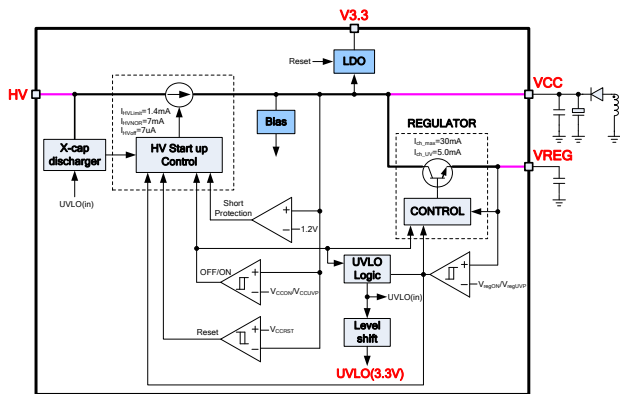 V3.3
Reset
LDO
HV
VCC
I_HVLimit=1.4mA
I_HVNOR=7mA
I_HVoff=7uA
Bias
REGULATOR
I_ch_max=30mA
I_ch_UV=5.0mA
VREG
X-cap
discharger
HV Start up
Control
UVLO(in)
CONTROL
Short
Protection
+
−
1.2V
OFF/ON
+
−
V_CCON/V_CCUVP
UVLO
Logic
+
−
V_regON/V_regUVP
UVLO(in)
Reset
+
V_CCRST
−
Level
shift
UVLO(3.3V)